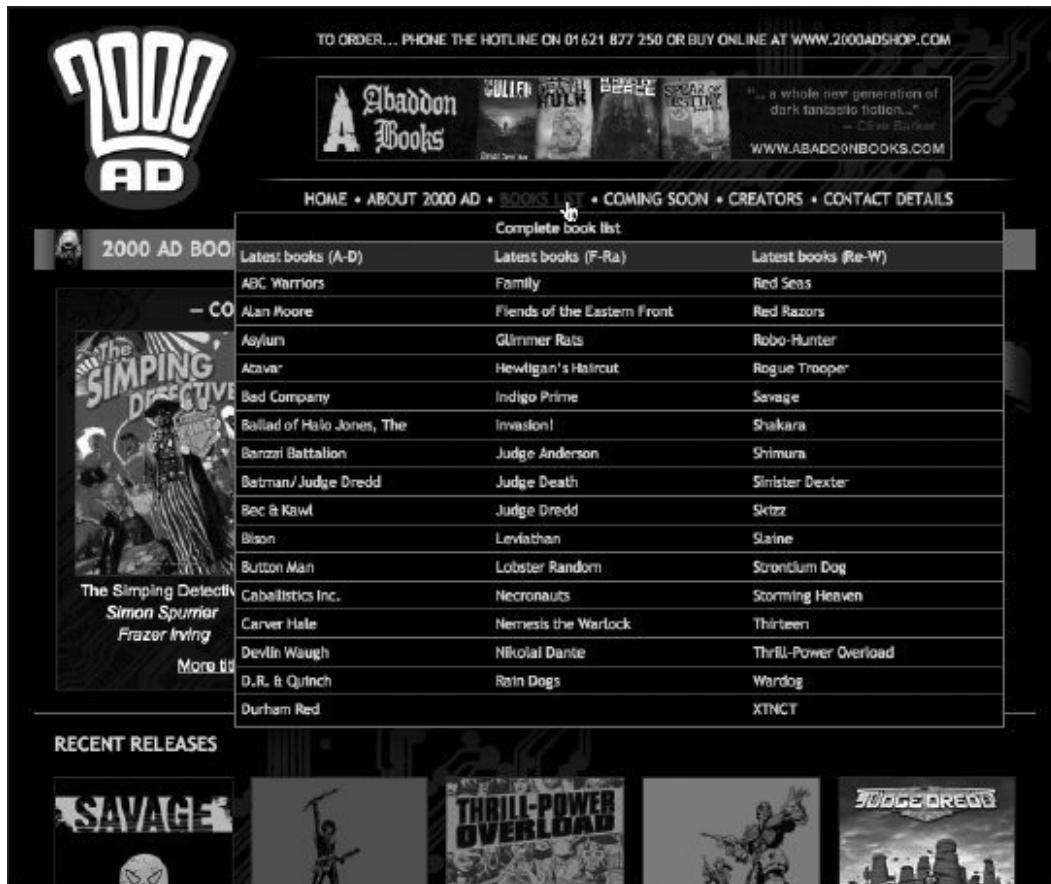 2000
AD
TO ORDER... PHONE THE HOTLINE ON 01621 877 250 OR BUY ONLINE AT WWW.2000ADSHOP.COM
Abaddon
Books
"... a whole new generation of
dark fantastic fiction..."
— Clive Barker
WWW.ABADDONBOOKS.COM
HOME • ABOUT 2000 AD • BOOKS LIST • COMING SOON • CREATORS • CONTACT DETAILS
2000 AD BOO
Complete book list
Latest books (A-D) Latest books (F-Ra) Latest books (Re-W)
ABC Warriors Family Red Seas
Alan Moore Fiends of the Eastern Front Red Razors
Asylum Glimmer Rats Robo-Hunter
Atavar Hewligan's Haircut Rogue Trooper
Bad Company Indigo Prime Savage
Ballad of Halo Jones, The Invasion! Shakara
Banzai Battalion Judge Anderson Shimura
Batman/Judge Dredd Judge Death Sinister Dexter
Bec & Kawl Judge Dredd Skizz
Bison Leviathan Slaine
Button Man Lobster Random Strontium Dog
Caballistics Inc. Necronauts Storming Heaven
Carver Hale Nemesis the Warlock Thirteen
Devlin Waugh Nikolai Dante Thrill-Power Overload
D.R. & Quinch Rain Dogs Wardog
Durham Red XTNCT
— CO
The
SIMPING
DETECTIVE
The Simping Detectiv
Simon Spurrier
Frazer Irving
More tit
RECENT RELEASES
SAVAGE
THRILL-POWER
OVERLOAD
JUDGE DREDD